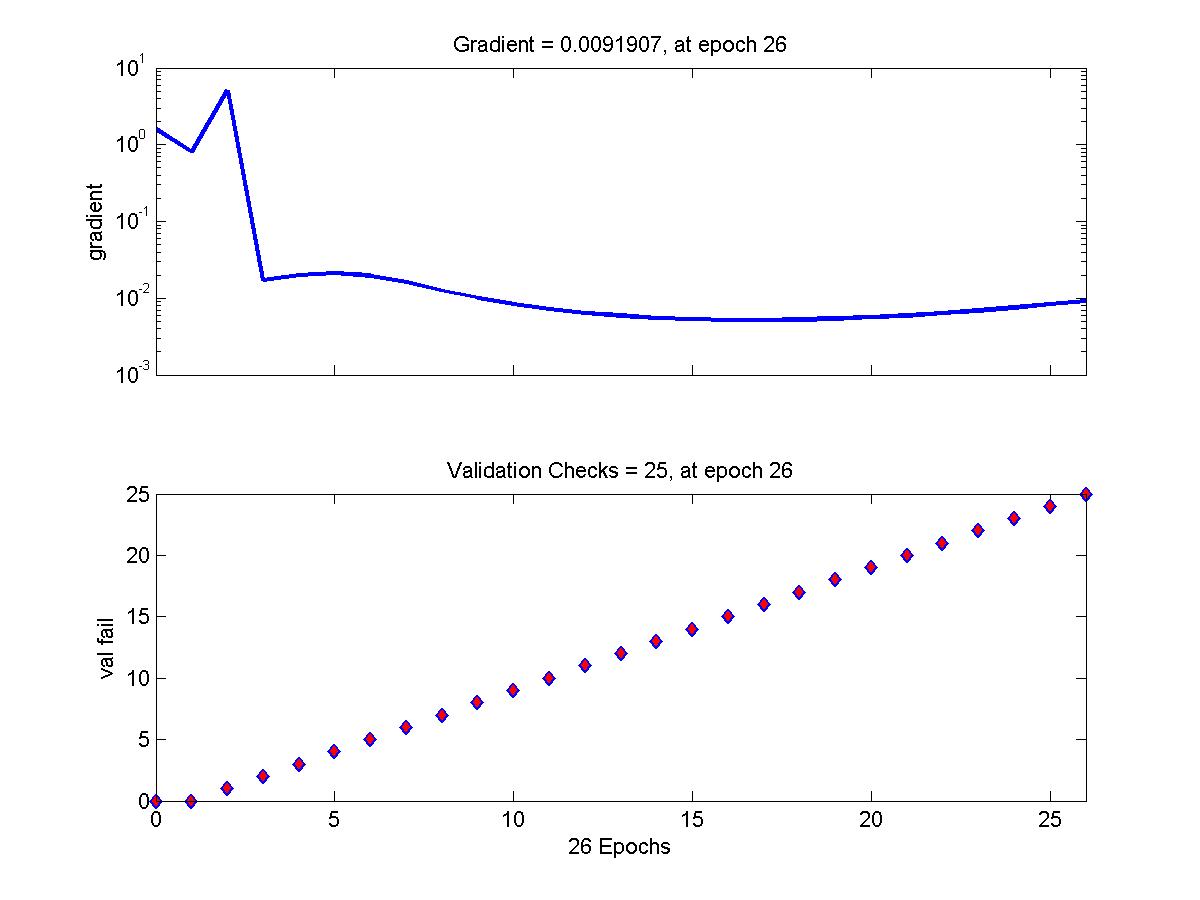 Gradient = 0.0091907, at epoch 26
10^1
10^0
10^-1
10^-2
10^-3
gradient
Validation Checks = 25, at epoch 26
25
20
15
10
5
0
val fail
0 5 10 15 20 25
26 Epochs